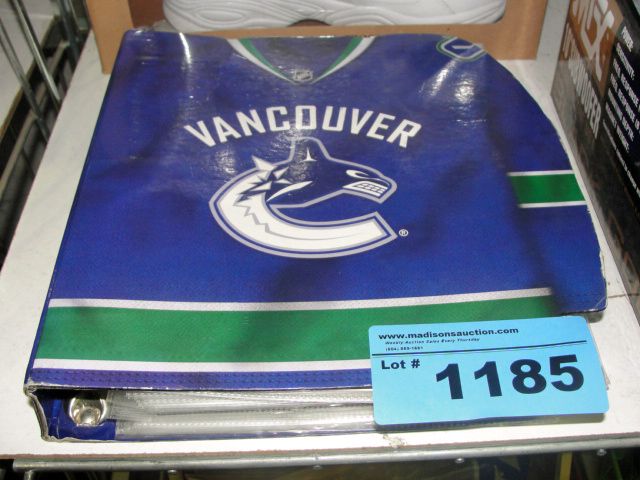 VANCOUVER
®
www.madisonsauction.com
Weekly Auction Sales Every Thursday
Lot # 1185